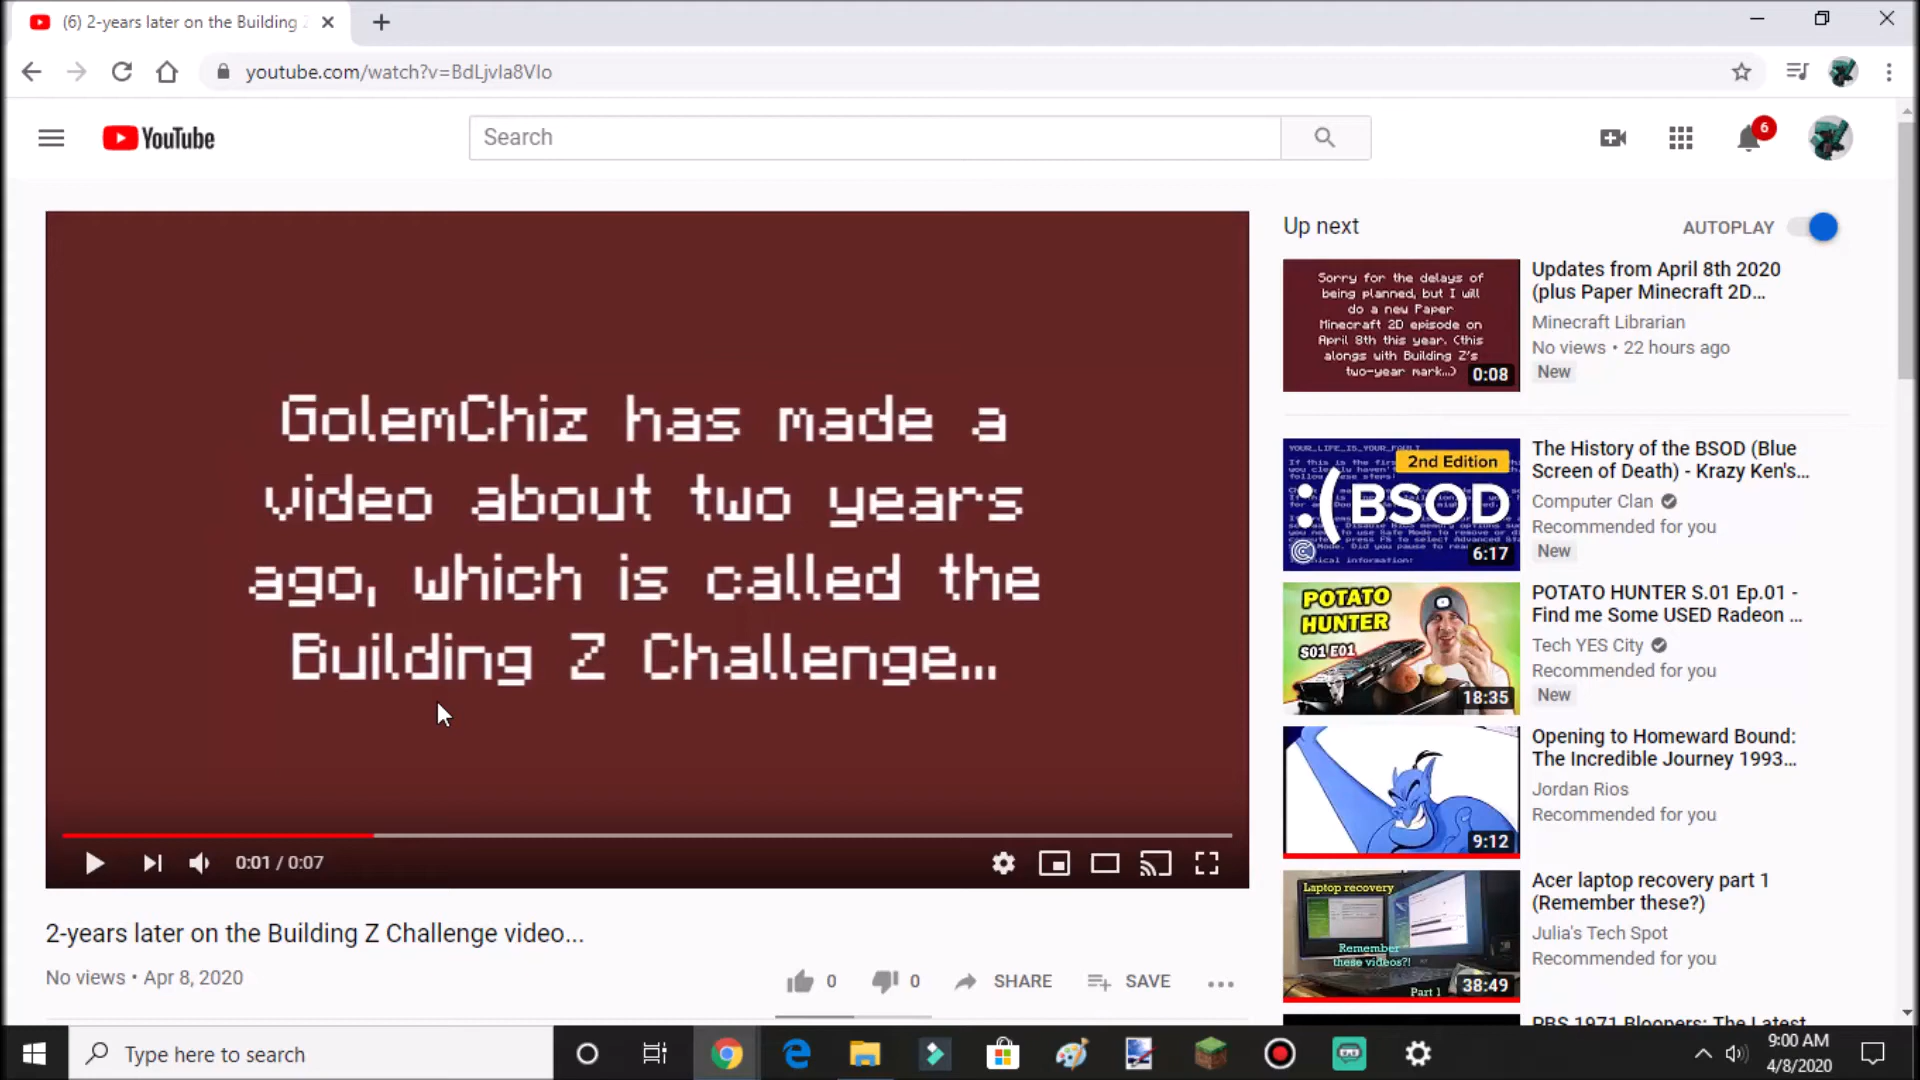 (6) 2-years later on the Building
youtube.com/watch?v=BdLjvIa8VIo
YouTube
Search
6
GolemChiz has made a
video about two years
ago, which is called the
Building Z Challenge...
0:01 / 0:07
2-years later on the Building Z Challenge video...
No views • Apr 8, 2020
0
0
SHARE
SAVE
Up next
AUTOPLAY
Sorry for the delays of
being planned, but I will
do a new Paper
Minecraft 2D episode on
April 8th this year. (this
alongs with Building Z's
two-year mark...)
0:08
Updates from April 8th 2020
(plus Paper Minecraft 2D...
Minecraft Librarian
No views • 22 hours ago
New
2nd Edition
:( BSOD
6:17
The History of the BSOD (Blue
Screen of Death) - Krazy Ken's...
Computer Clan
Recommended for you
New
POTATO
HUNTER
S01 E01
18:35
POTATO HUNTER S.01 Ep.01 -
Find me Some USED Radeon ...
Tech YES City
Recommended for you
New
9:12
Opening to Homeward Bound:
The Incredible Journey 1993...
Jordan Rios
Recommended for you
Laptop recovery
Remember
these videos?!
Part 1
38:49
Acer laptop recovery part 1
(Remember these?)
Julia's Tech Spot
Recommended for you
PBS 1971 Bloopers: The Latest
Type here to search
9:00 AM
4/8/2020